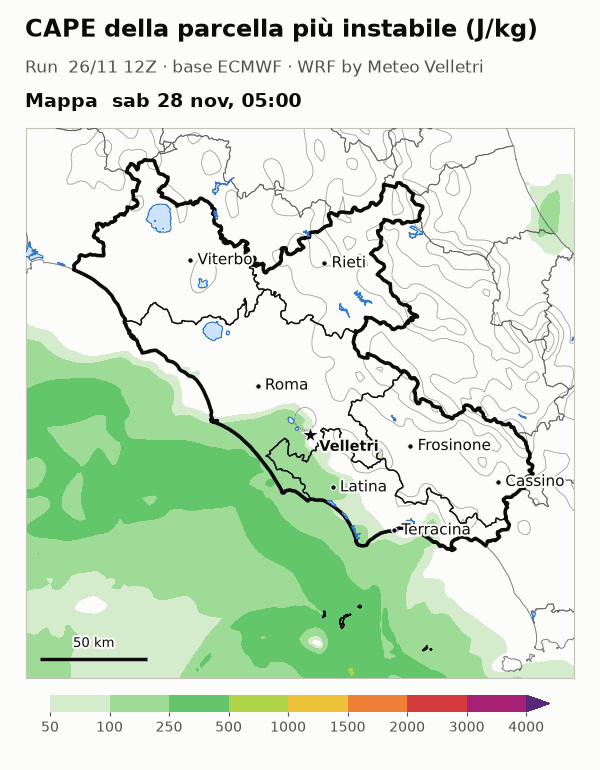 CAPE della parcella più instabile (J/kg)
Run  26/11 12Z · base ECMWF · WRF by Meteo Velletri
Mappa  sab 28 nov, 05:00
Viterbo
Rieti
Roma
Velletri
Frosinone
Cassino
Latina
Terracina
50 km
50 100 250 500 1000 1500 2000 3000 4000